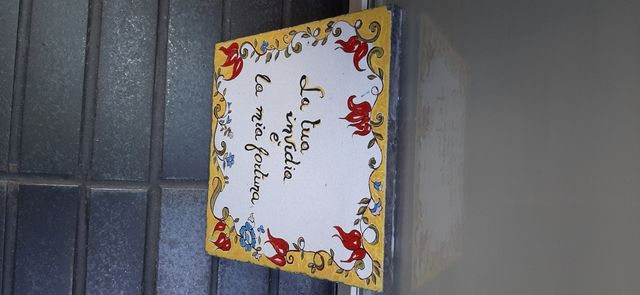 La tua
invidia
è
la mia fortuna